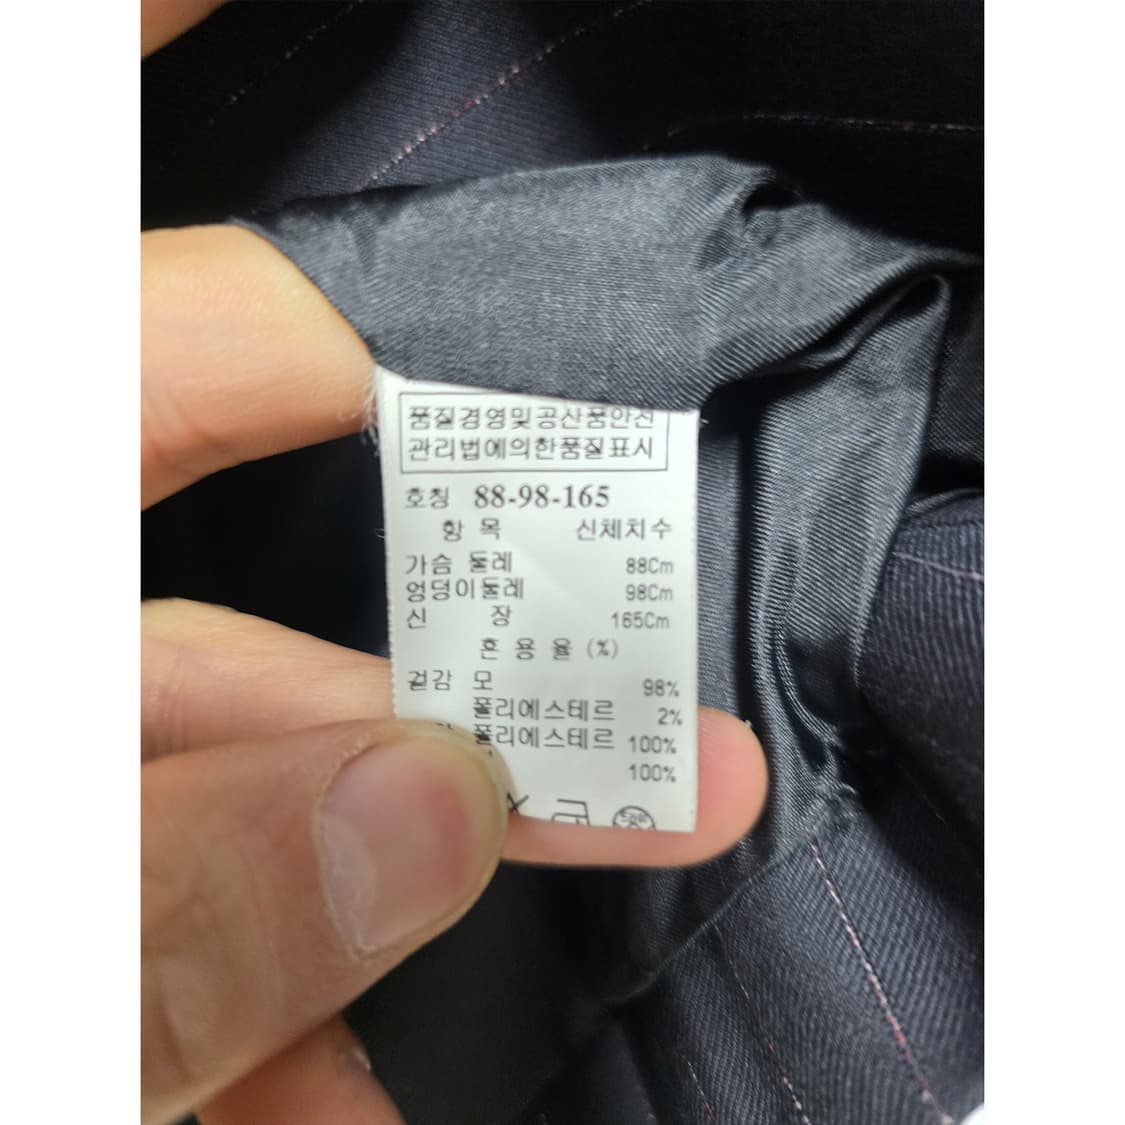 품질경영및공산품안전
관리법에의한품질표시
호칭 88-98-165
항 목 신체치수
가슴 둘레 88Cm
엉덩이둘레 98Cm
신 장 165Cm
혼 용 율 (%)
겉감 모 98%
폴리에스테르 2%
폴리에스테르 100%
100%